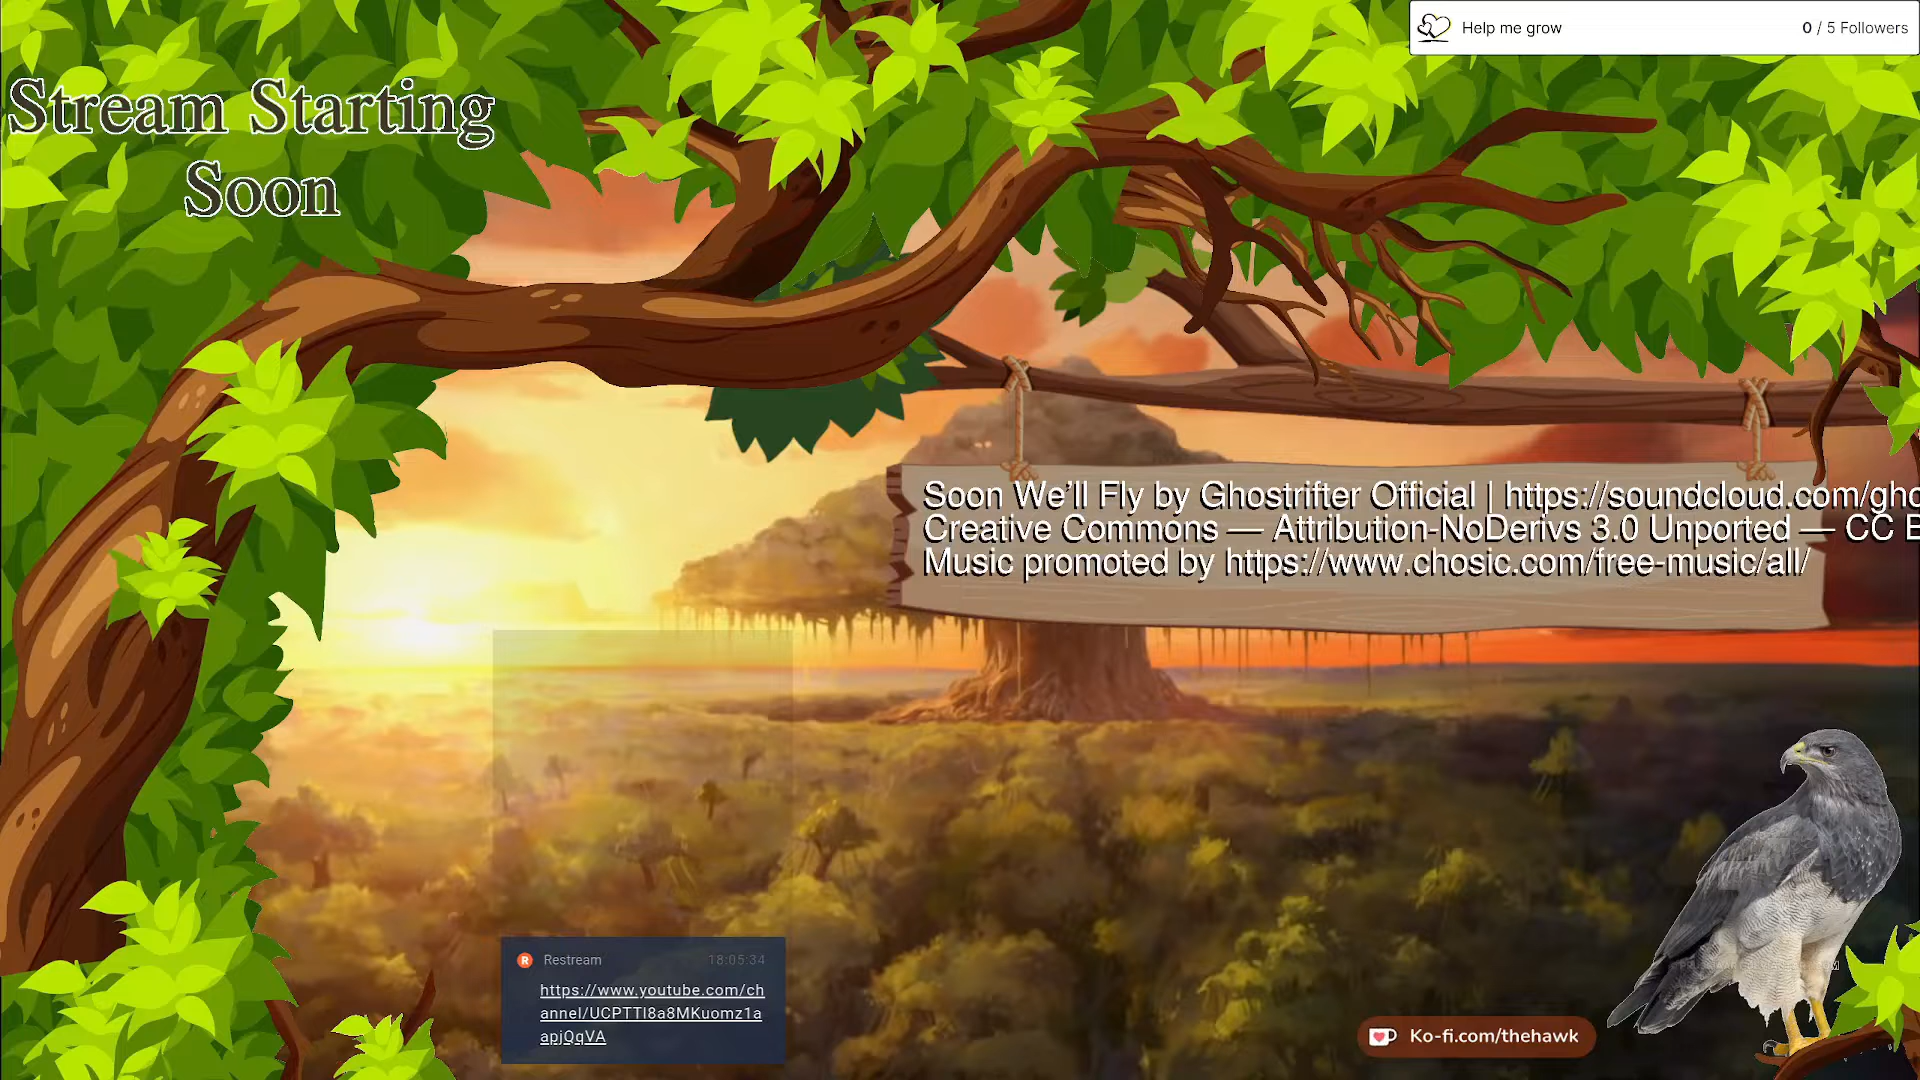 Help me grow 0 / 5 Followers
Stream Starting
Soon
Soon We'll Fly by Ghostrifter Official | https://soundcloud.com/gho
Creative Commons — Attribution-NoDerivs 3.0 Unported — CC B
Music promoted by https://www.chosic.com/free-music/all/
Restream 18:05:34
https://www.youtube.com/ch
annel/UCPTTl8a8MKuomz1a
apjQqVA
Ko-fi.com/thehawk